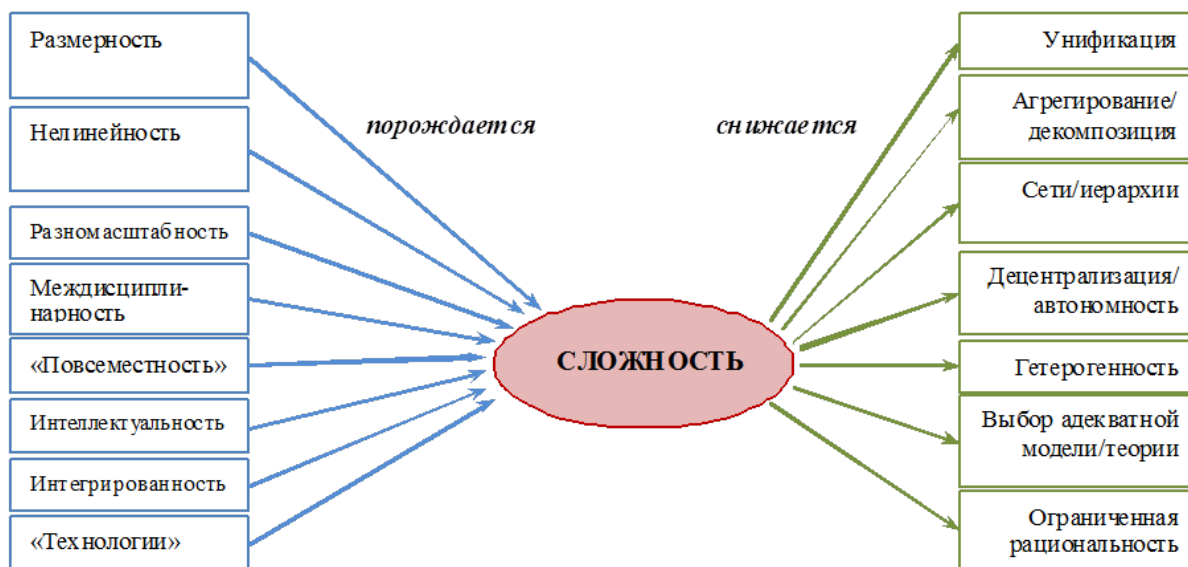 Размерность
Нелинейность
Разномасштабность
Междисципли-
нарность
«Повсеместность»
Интеллектуальность
Интегрированность
«Технологии»
порождается
СЛОЖНОСТЬ
снижается
Унификация
Агрегирование/
декомпозиция
Сети/иерархии
Децентрализация/
автономность
Гетерогенность
Выбор адекватной
модели/теории
Ограниченная
рациональность